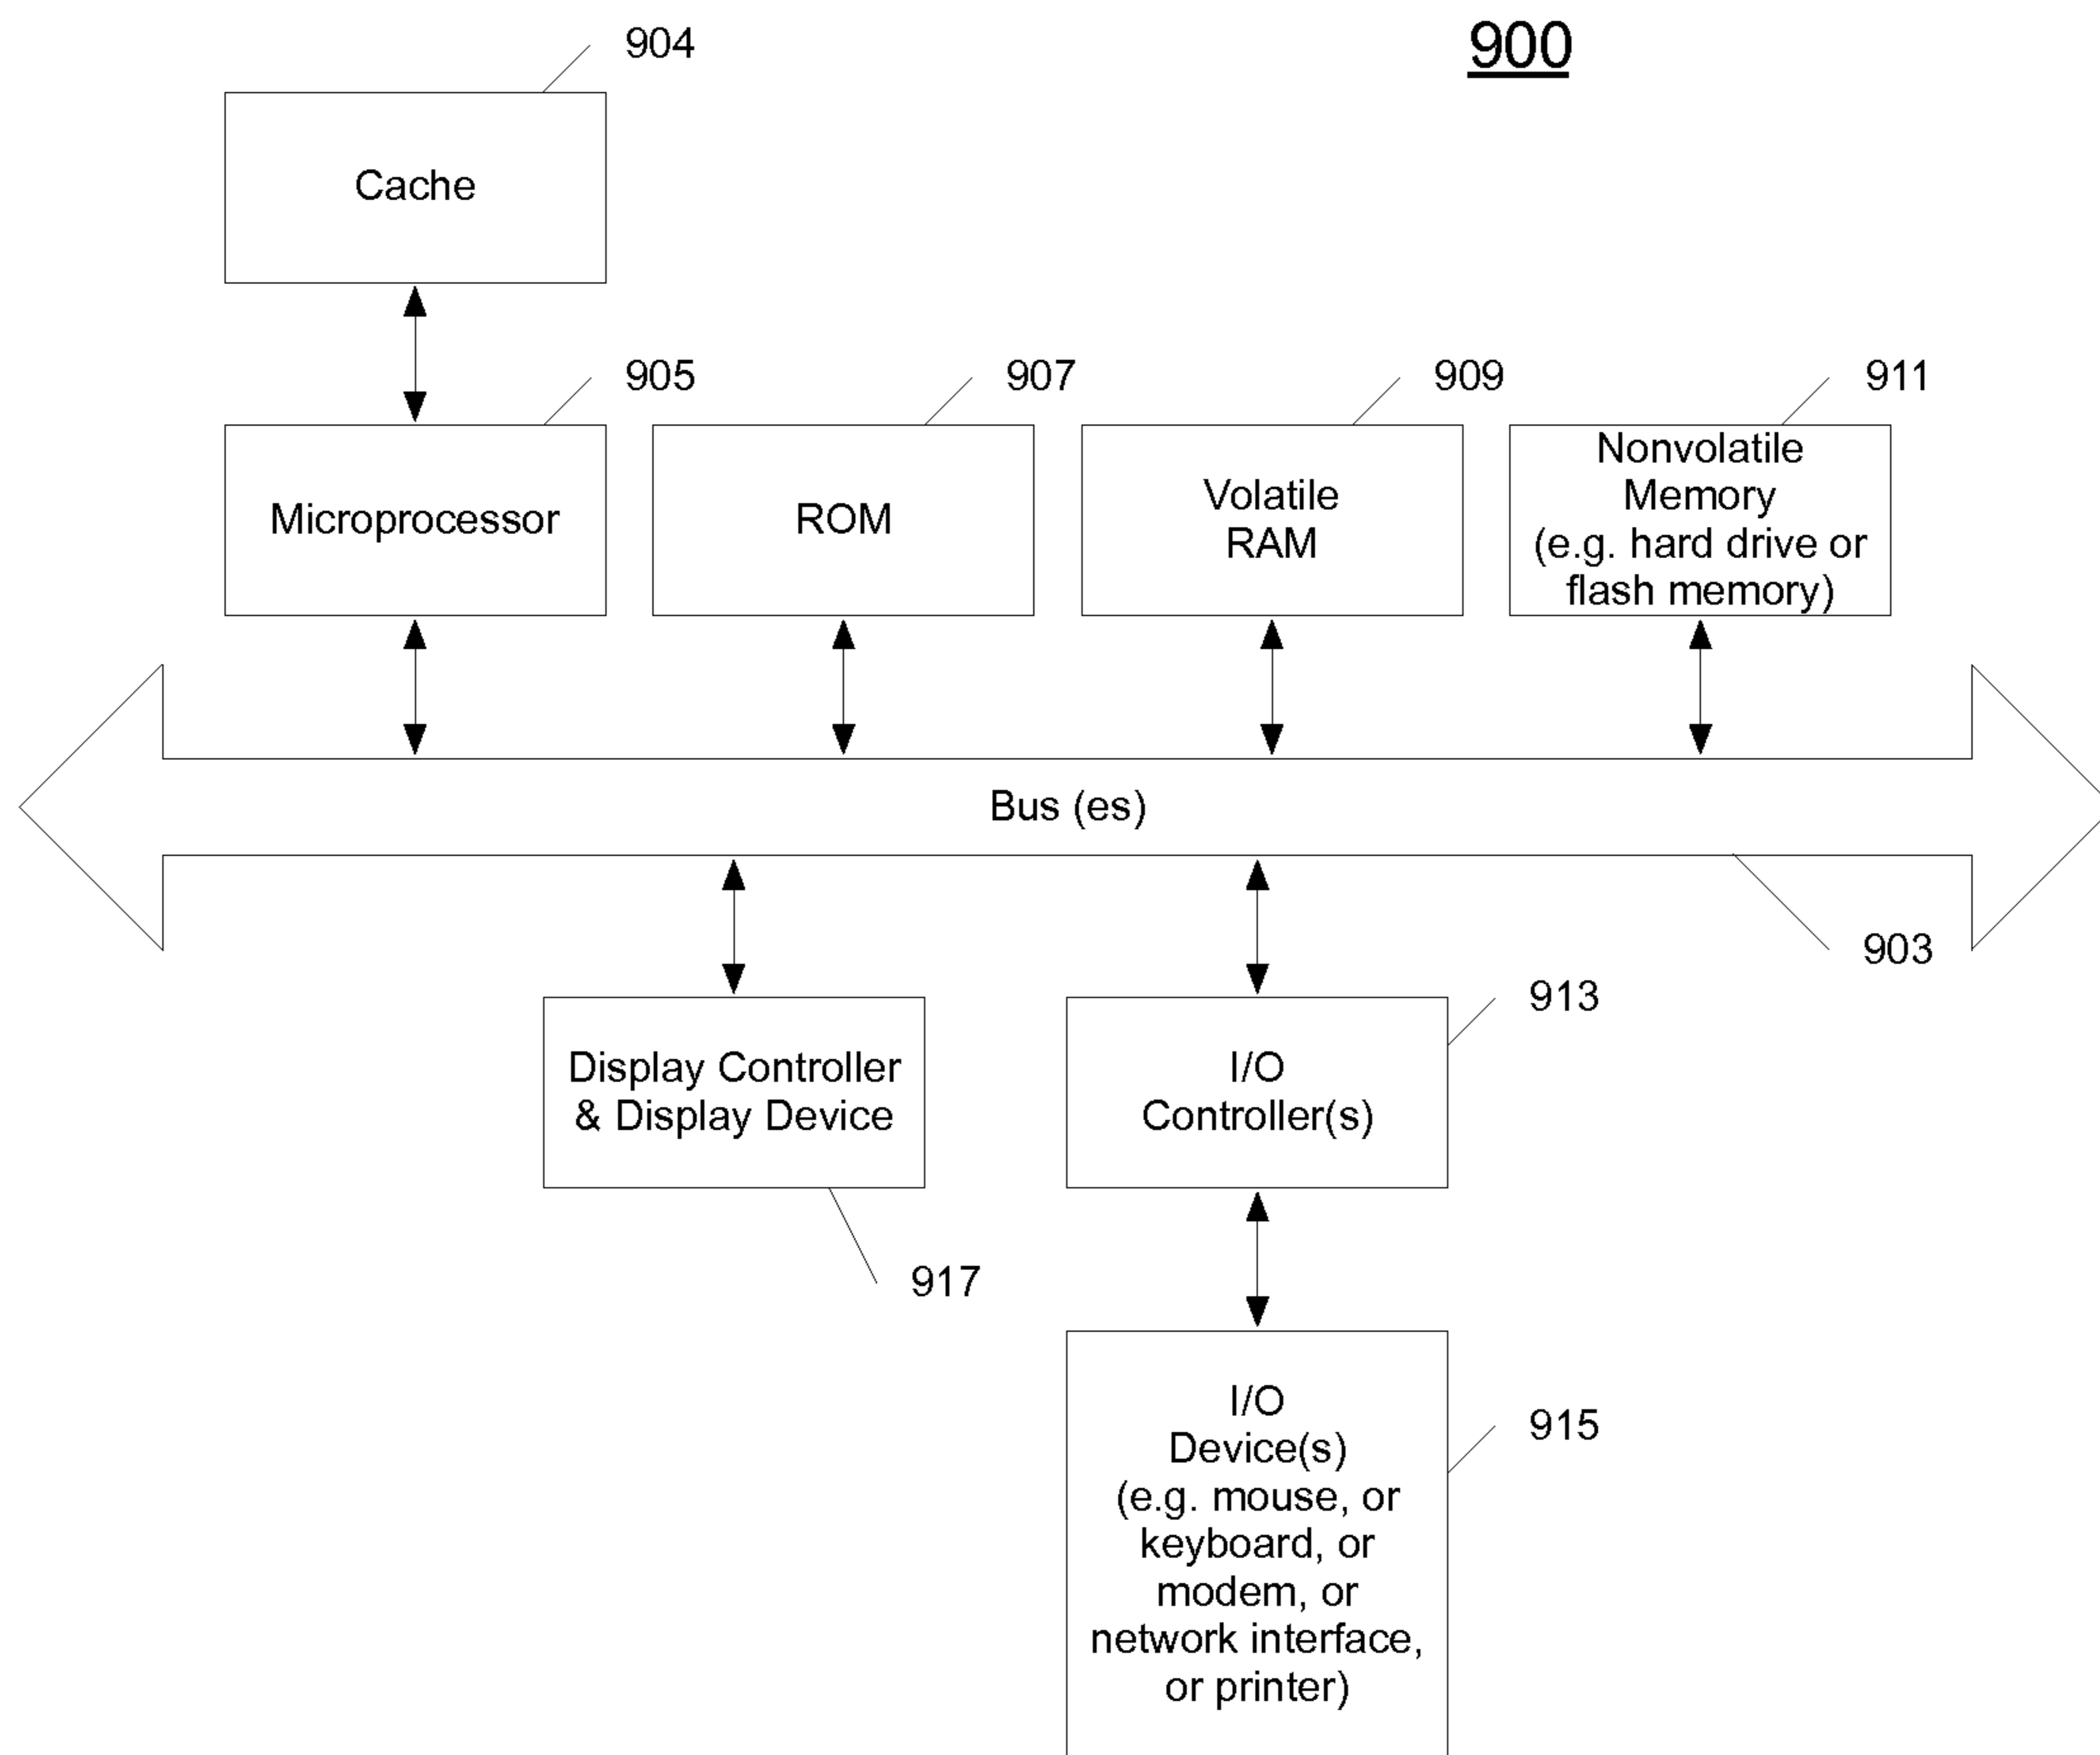 900
904
Cache
905
907
909
911
Microprocessor
ROM
Volatile
RAM
Nonvolatile
Memory
(e.g. hard drive or
flash memory)
Bus (es)
903
Display Controller
& Display Device
917
913
I/O
Controller(s)
I/O
Device(s)
(e.g. mouse, or
keyboard, or
modem, or
network interface,
or printer)
915